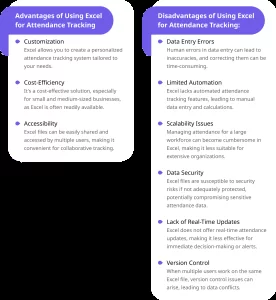 Advantages of Using Excel
for Attendance Tracking
Customization
Excel allows you to create a personalized
attendance tracking system tailored to
your needs.
Cost-Efficiency
It's a cost-effective solution, especially
for small and medium-sized businesses,
as Excel is often readily available.
Accessibility
Excel files can be easily shared and
accessed by multiple users, making it
convenient for collaborative tracking.
Disadvantages of Using Excel
for Attendance Tracking:
Data Entry Errors
Human errors in data entry can lead to
inaccuracies, and correcting them can be
time-consuming.
Limited Automation
Excel lacks automated attendance
tracking features, leading to manual
data entry and calculations.
Scalability Issues
Managing attendance for a large
workforce can become cumbersome in
Excel, making it less suitable for
extensive organizations.
Data Security
Excel files are susceptible to security
risks if not adequately protected,
potentially compromising sensitive
attendance data.
Lack of Real-Time Updates
Excel does not offer real-time attendance
updates, making it less effective for
immediate decision-making or alerts.
Version Control
When multiple users work on the same
Excel file, version control issues can
arise, leading to data conflicts.